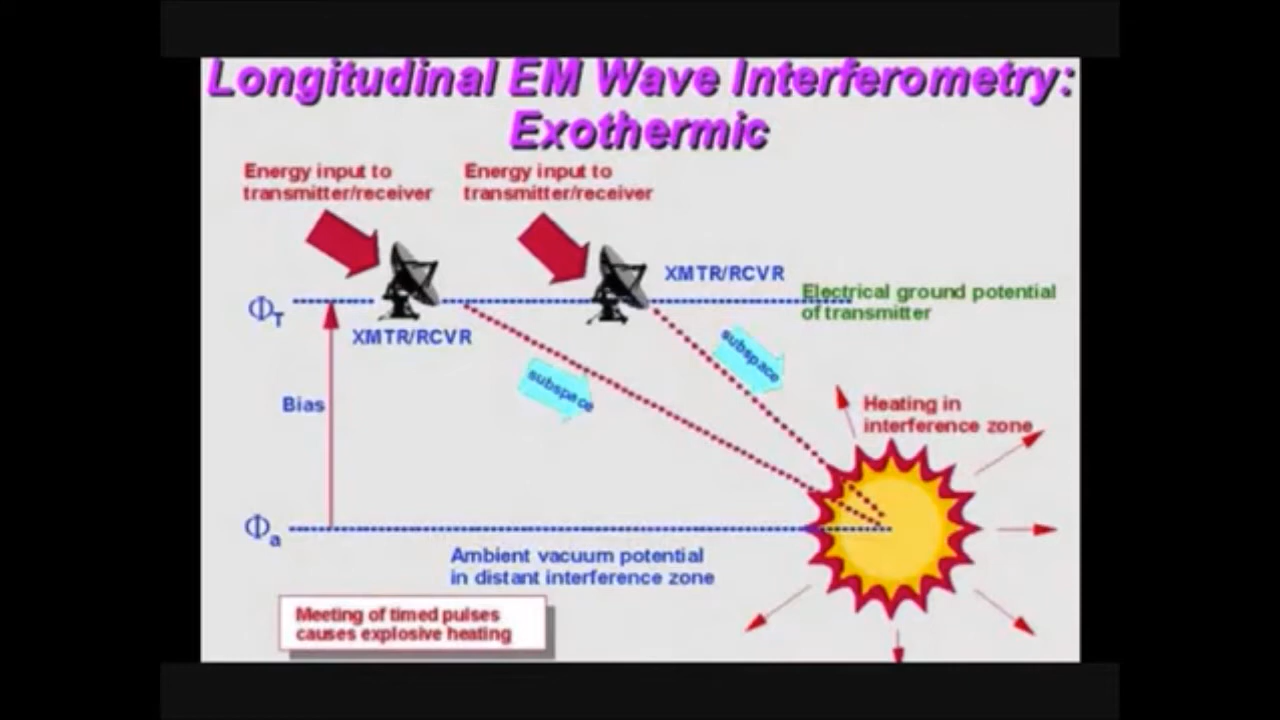 Longitudinal EM Wave Interferometry:
Exothermic
Energy input to
transmitter/receiver
Energy input to
transmitter/receiver
XMTR/RCVR
Electrical ground potential
of transmitter
ΦT
XMTR/RCVR
subspace
subspace
Bias
Heating in
interference zone
Φa
Ambient vacuum potential
in distant interference zone
Meeting of timed pulses
causes explosive heating